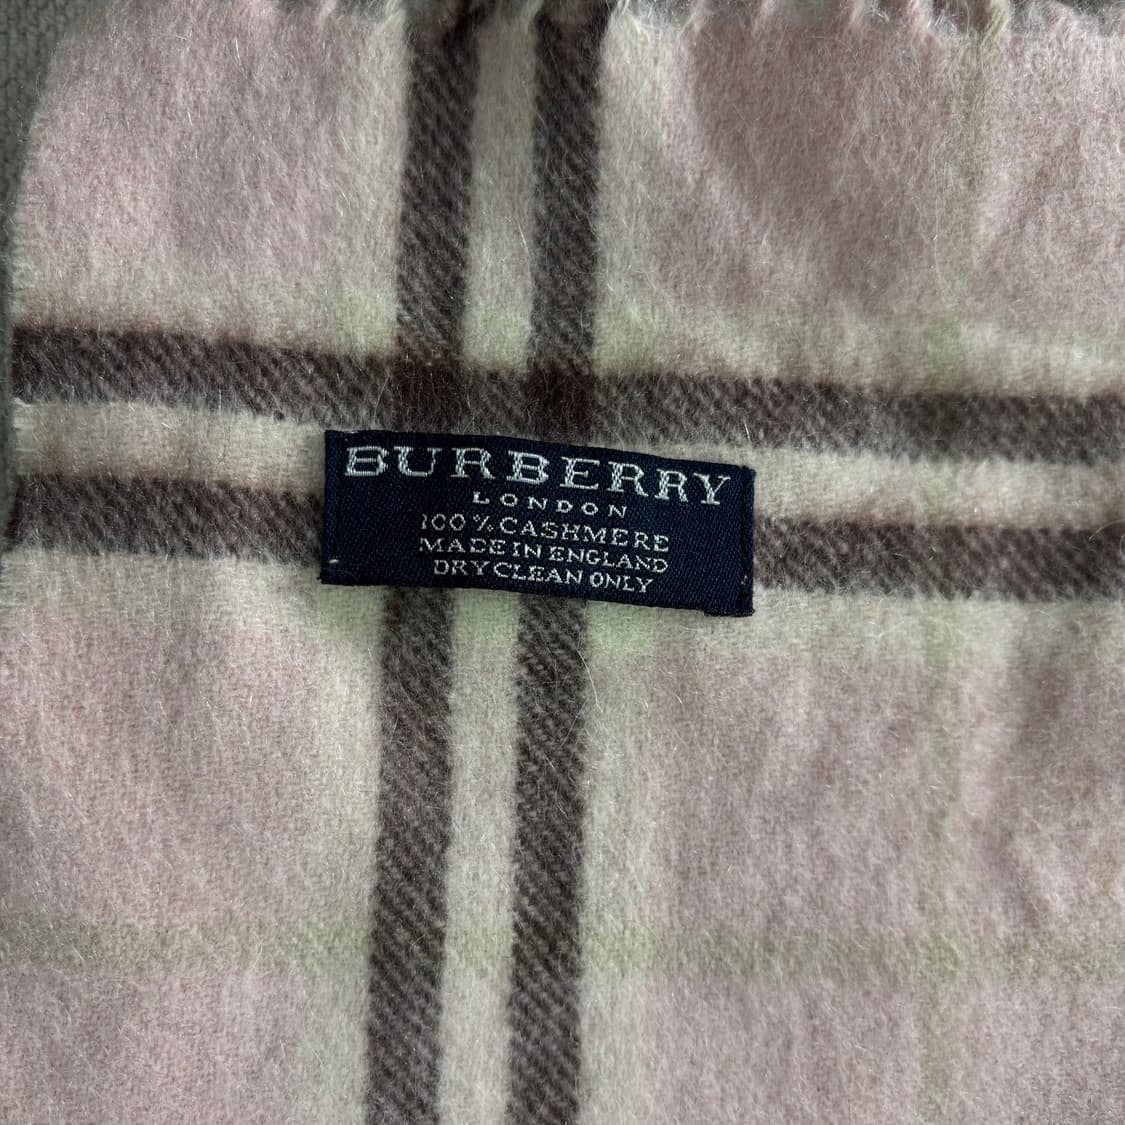 BURBERRY
LONDON
100% CASHMERE
MADE IN ENGLAND
DRY CLEAN ONLY